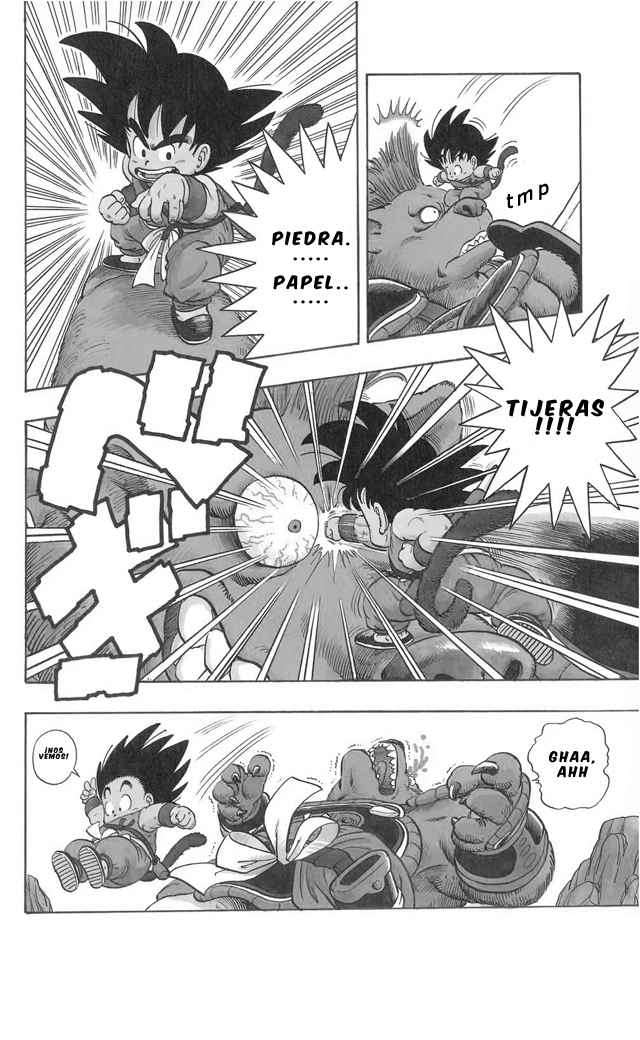 tmp
PIEDRA.
.....
PAPEL..
.....
TIJERAS
!!!!
GHAA,
AHH
¡NOS
VEMOS!